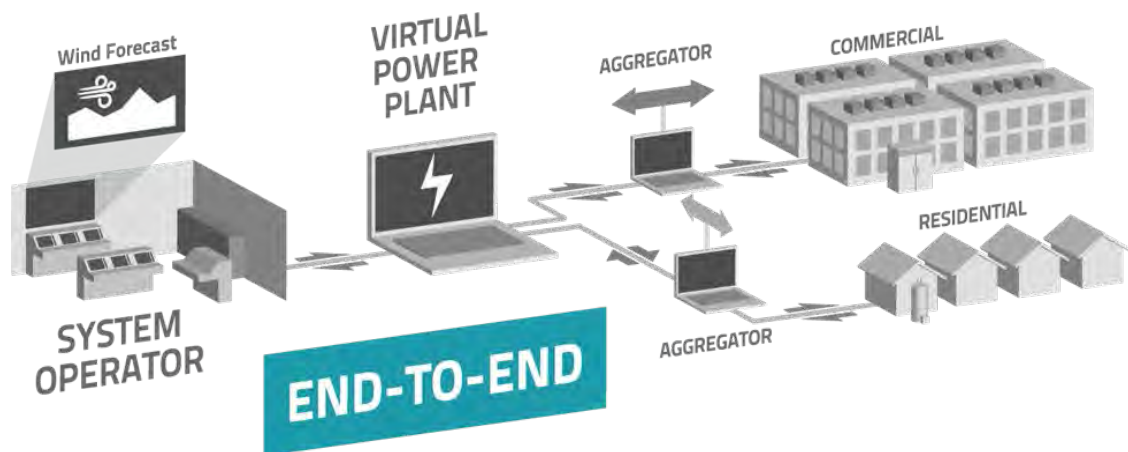 Wind Forecast
VIRTUAL
POWER
PLANT
AGGREGATOR
COMMERCIAL
RESIDENTIAL
SYSTEM
OPERATOR
AGGREGATOR
END-TO-END